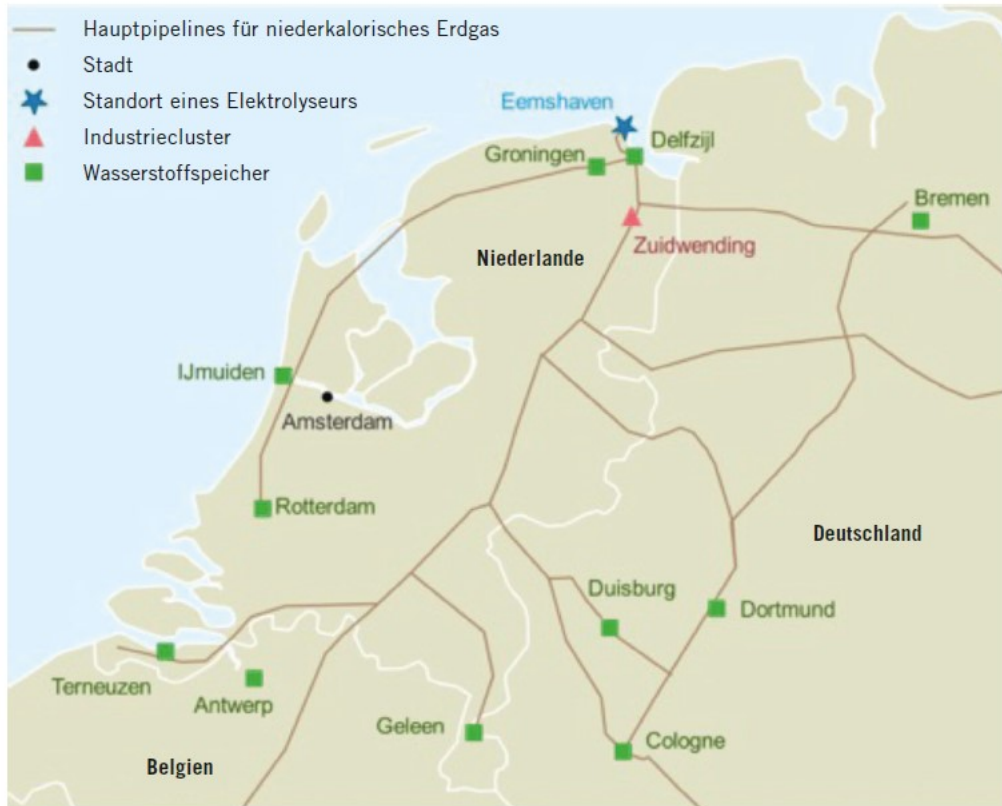 Hauptpipelines für niederkalorisches Erdgas
Stadt
Standort eines Elektrolyseurs
Industriecluster
Wasserstoffspeicher
Eemshaven
Delfzijl
Groningen
Bremen
Zuidwending
Niederlande
IJmuiden
Amsterdam
Rotterdam
Deutschland
Duisburg
Dortmund
Terneuzen
Antwerp
Geleen
Cologne
Belgien